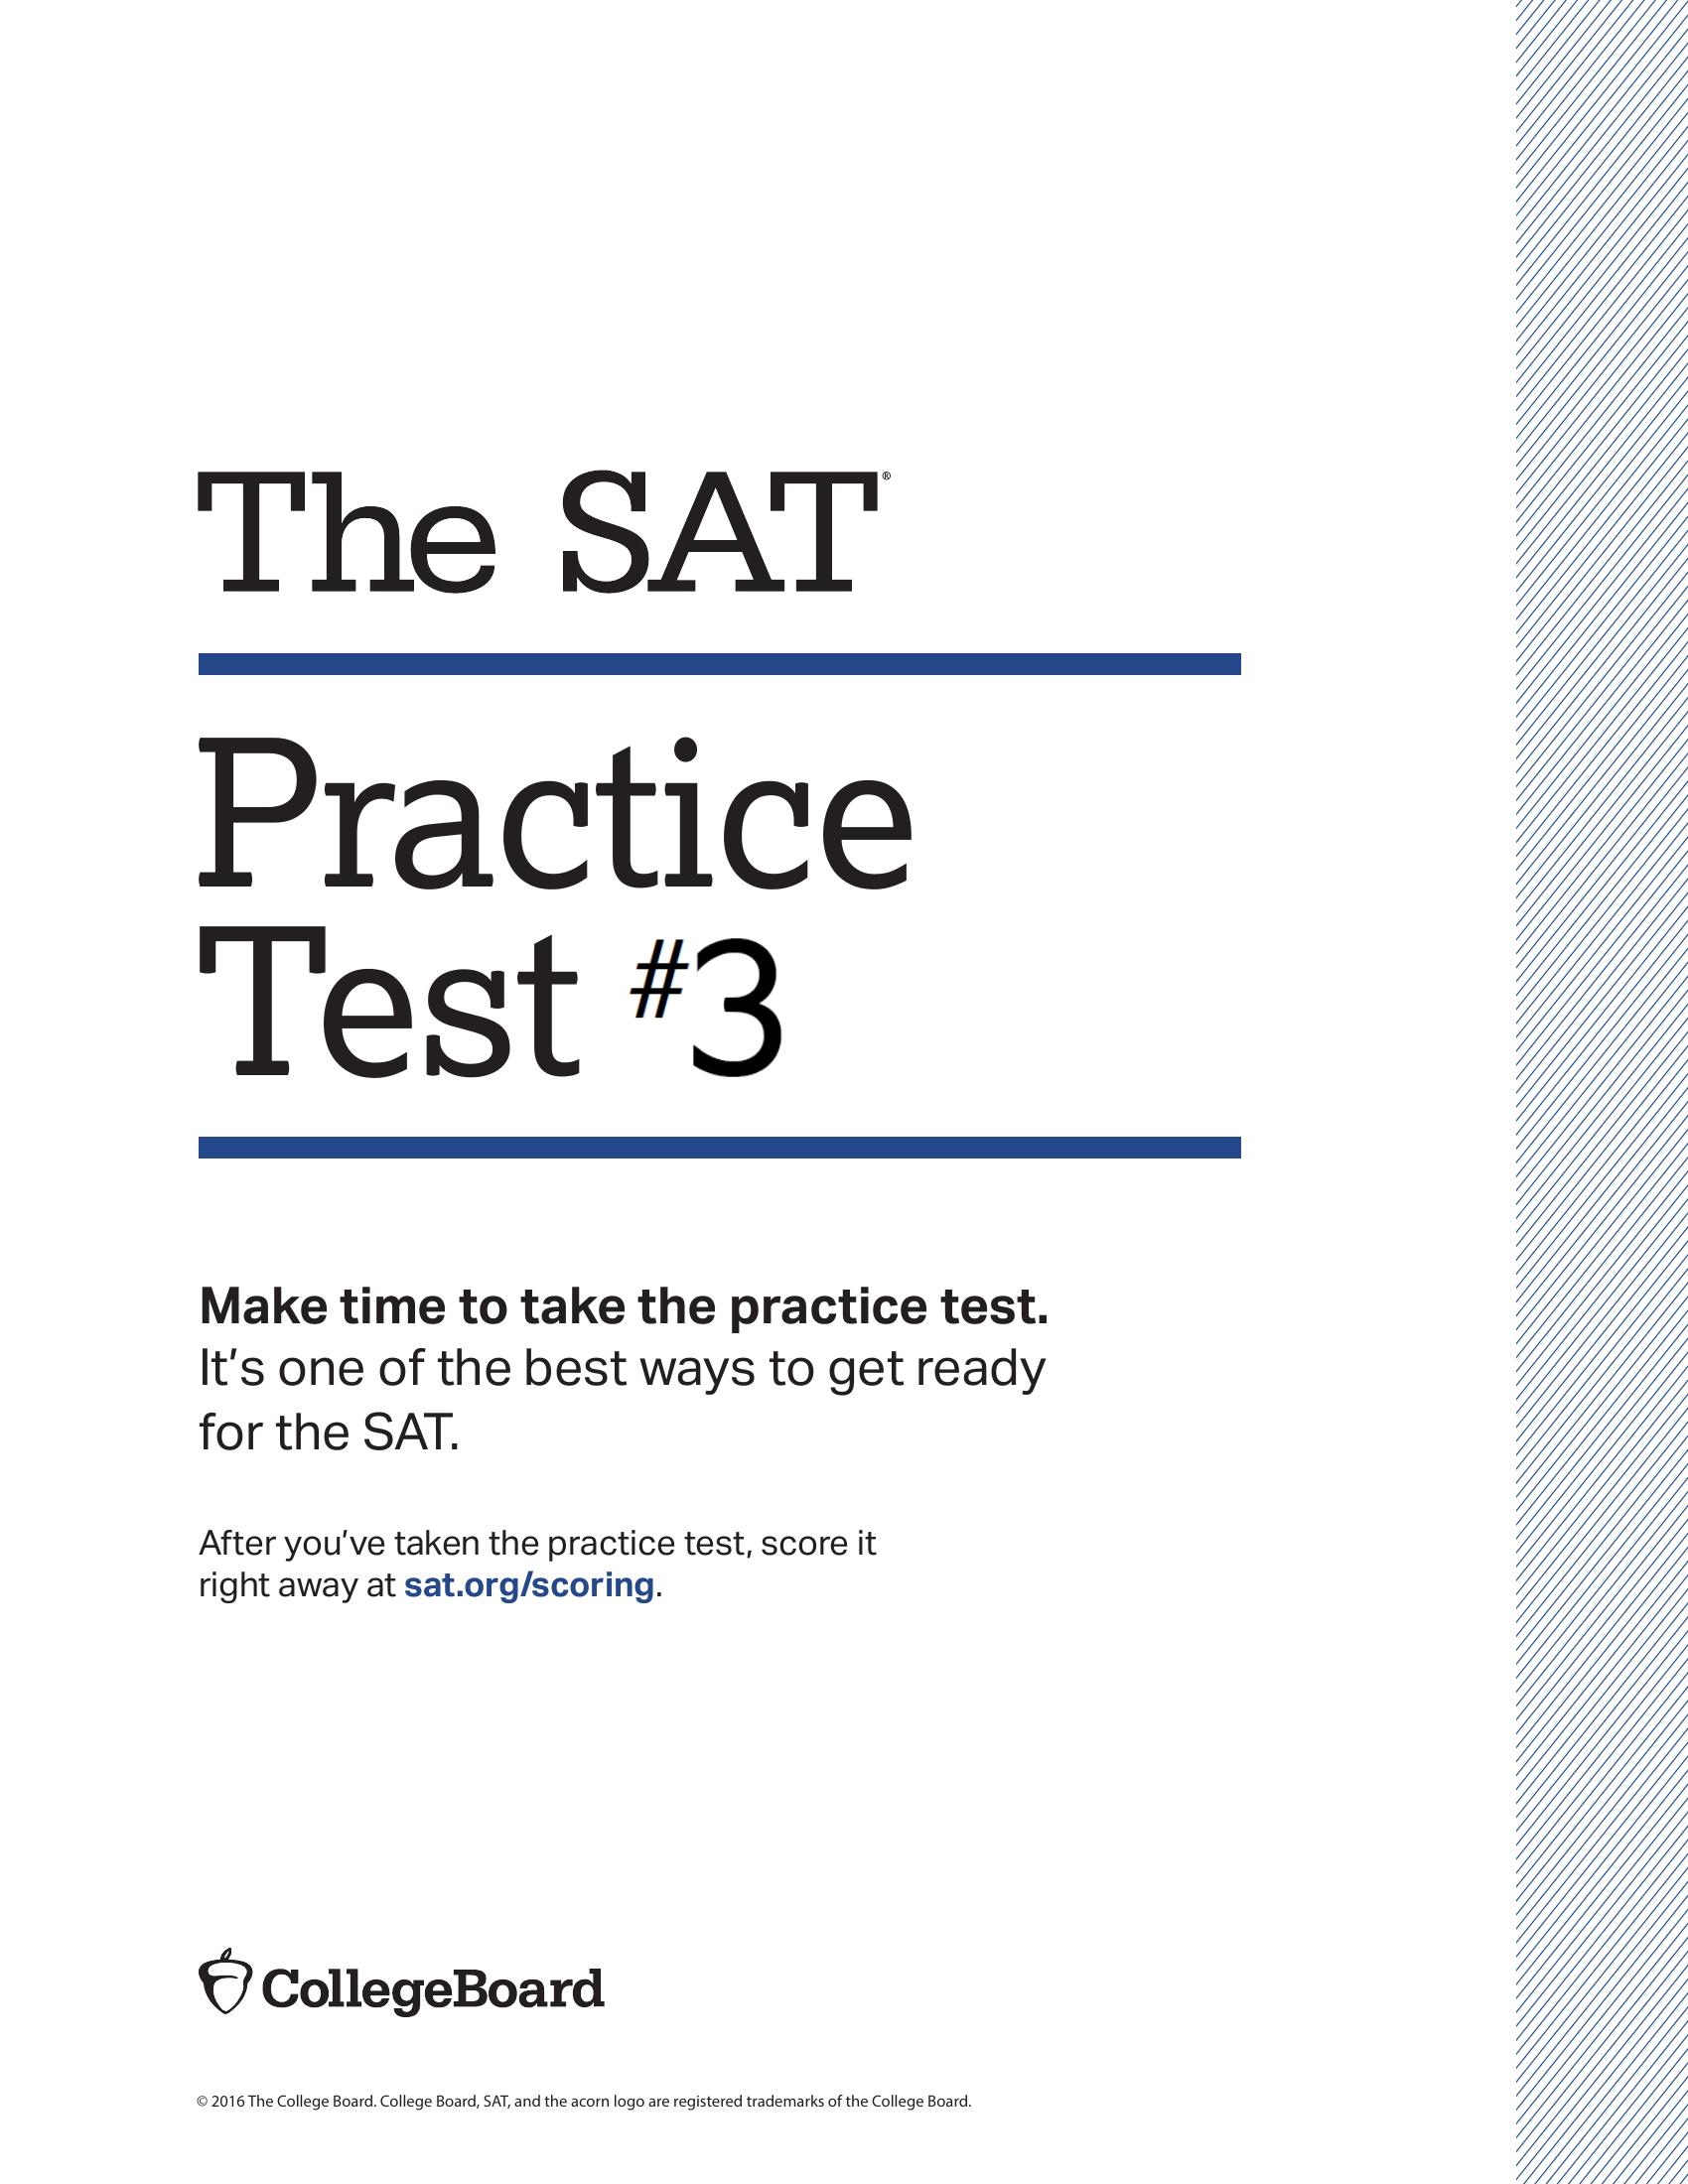 The SAT®
Practice
Test #3
Make time to take the practice test.
It’s one of the best ways to get ready
for the SAT.
After you’ve taken the practice test, score it
right away at sat.org/scoring.
CollegeBoard
© 2016 The College Board. College Board, SAT, and the acorn logo are registered trademarks of the College Board.